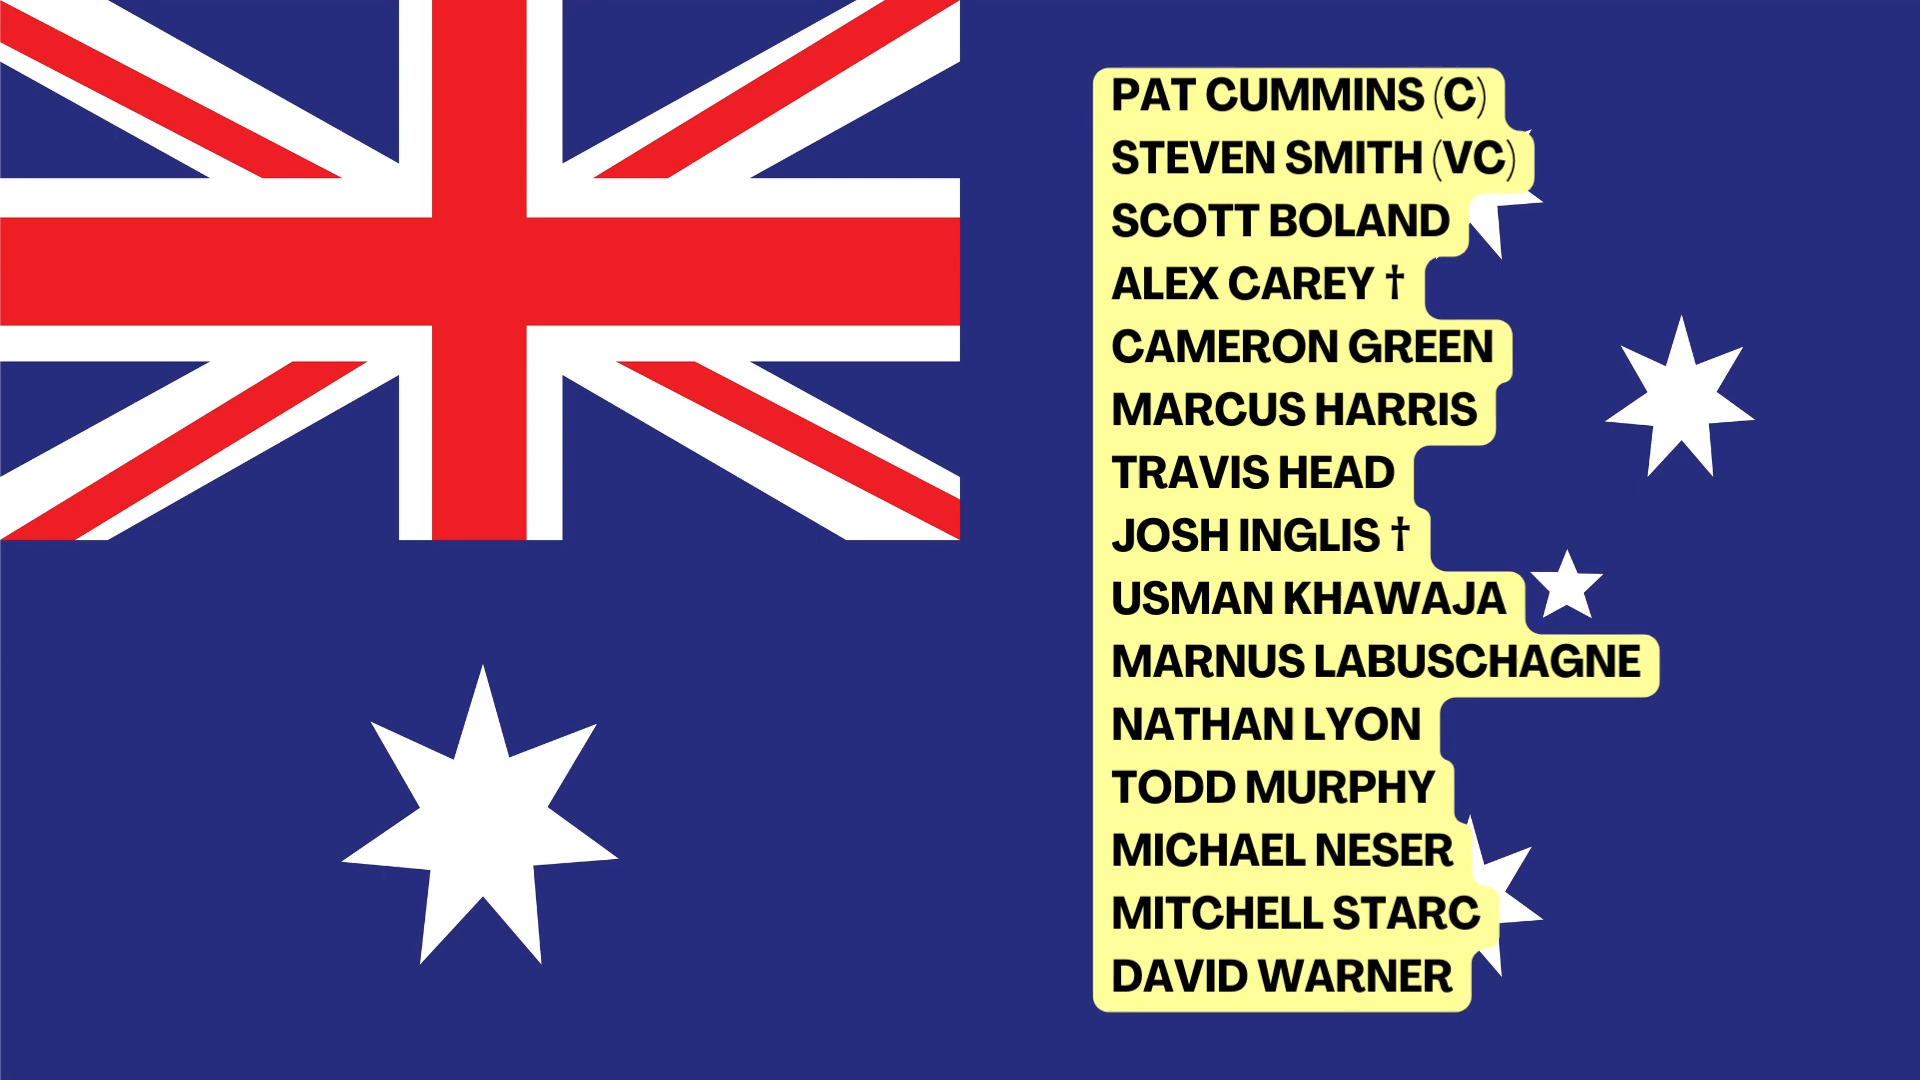 PAT CUMMINS (C)
STEVEN SMITH (VC)
SCOTT BOLAND
ALEX CAREY †
CAMERON GREEN
MARCUS HARRIS
TRAVIS HEAD
JOSH INGLIS †
USMAN KHAWAJA
MARNUS LABUSCHAGNE
NATHAN LYON
TODD MURPHY
MICHAEL NESER
MITCHELL STARC
DAVID WARNER